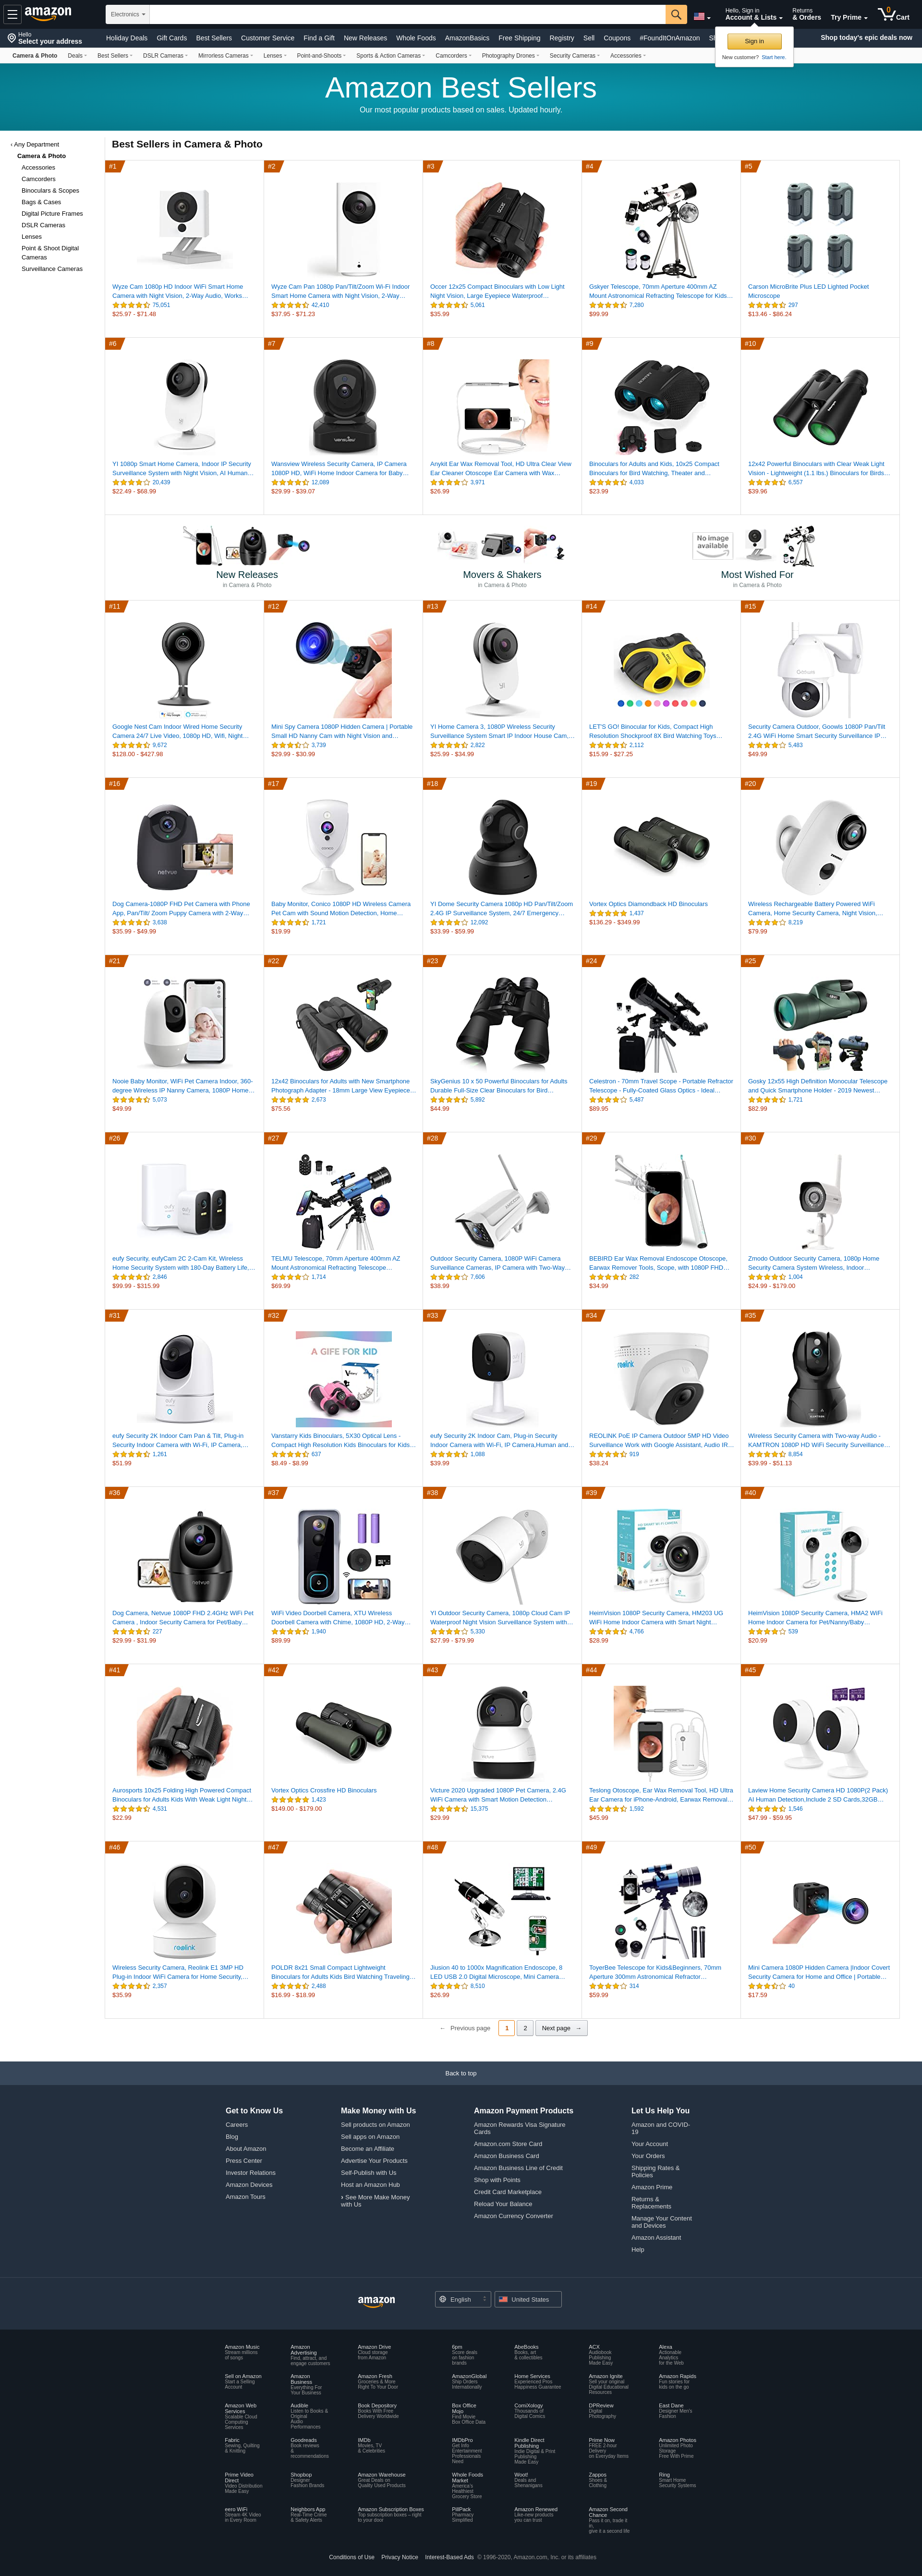 amazon
Electronics
Hello, Sign in
Account & Lists
Returns
& Orders
Try Prime
0
Cart
Hello
Select your address
Holiday Deals Gift Cards Best Sellers Customer Service Find a Gift New Releases Whole Foods AmazonBasics Free Shipping Registry Sell Coupons #FoundItOnAmazon
Shop today's epic deals now
Sign in
New customer? Start here.
Camera & Photo Deals Best Sellers DSLR Cameras Mirrorless Cameras Lenses Point-and-Shoots Sports & Action Cameras Camcorders Photography Drones Security Cameras Accessories
Amazon Best Sellers
Our most popular products based on sales. Updated hourly.
‹ Any Department
Camera & Photo
Accessories
Camcorders
Binoculars & Scopes
Bags & Cases
Digital Picture Frames
DSLR Cameras
Lenses
Point & Shoot Digital
Cameras
Surveillance Cameras
Best Sellers in Camera & Photo
#1
Wyze Cam 1080p HD Indoor WiFi Smart Home
Camera with Night Vision, 2-Way Audio, Works…
75,051
$25.97 - $71.48
#2
Wyze Cam Pan 1080p Pan/Tilt/Zoom Wi-Fi Indoor
Smart Home Camera with Night Vision, 2-Way…
42,410
$37.95 - $71.23
#3
Occer 12x25 Compact Binoculars with Low Light
Night Vision, Large Eyepiece Waterproof…
5,061
$35.99
#4
Gskyer Telescope, 70mm Aperture 400mm AZ
Mount Astronomical Refracting Telescope for Kids…
7,280
$99.99
#5
Carson MicroBrite Plus LED Lighted Pocket
Microscope
297
$13.46 - $86.24
#6
YI 1080p Smart Home Camera, Indoor IP Security
Surveillance System with Night Vision, AI Human…
20,439
$22.49 - $68.99
#7
Wansview Wireless Security Camera, IP Camera
1080P HD, WiFi Home Indoor Camera for Baby…
12,089
$29.99 - $39.07
#8
Anykit Ear Wax Removal Tool, HD Ultra Clear View
Ear Cleaner Otoscope Ear Camera with Wax…
3,971
$26.99
#9
Binoculars for Adults and Kids, 10x25 Compact
Binoculars for Bird Watching, Theater and…
4,033
$23.99
#10
12x42 Powerful Binoculars with Clear Weak Light
Vision - Lightweight (1.1 lbs.) Binoculars for Birds…
6,557
$39.96
New Releases
in Camera & Photo
Movers & Shakers
in Camera & Photo
No image
available
Most Wished For
in Camera & Photo
#11
Google Nest Cam Indoor Wired Home Security
Camera 24/7 Live Video, 1080p HD, Wifi, Night…
9,672
$128.00 - $427.98
#12
Mini Spy Camera 1080P Hidden Camera | Portable
Small HD Nanny Cam with Night Vision and…
3,739
$29.99 - $30.99
#13
YI Home Camera 3, 1080P Wireless Security
Surveillance System Smart IP Indoor House Cam,…
2,822
$25.99 - $34.99
#14
LET'S GO! Binocular for Kids, Compact High
Resolution Shockproof 8X Bird Watching Toys…
2,112
$15.99 - $27.25
#15
Security Camera Outdoor, Goowls 1080P Pan/Tilt
2.4G WiFi Home Smart Security Surveillance IP…
5,483
$49.99
#16
netvue
Dog Camera-1080P FHD Pet Camera with Phone
App, Pan/Tilt/ Zoom Puppy Camera with 2-Way…
3,638
$35.99 - $49.99
#17
Baby Monitor, Conico 1080P HD Wireless Camera
Pet Cam with Sound Motion Detection, Home…
1,721
$19.99
#18
YI Dome Security Camera 1080p HD Pan/Tilt/Zoom
2.4G IP Surveillance System, 24/7 Emergency…
12,092
$33.99 - $59.99
#19
Vortex Optics Diamondback HD Binoculars
1,437
$136.29 - $349.99
#20
Wireless Rechargeable Battery Powered WiFi
Camera, Home Security Camera, Night Vision,…
8,219
$79.99
#21
Nooie Baby Monitor, WiFi Pet Camera Indoor, 360-
degree Wireless IP Nanny Camera, 1080P Home…
5,073
$49.99
#22
12x42 Binoculars for Adults with New Smartphone
Photograph Adapter - 18mm Large View Eyepiece…
2,673
$75.56
#23
SkyGenius 10 x 50 Powerful Binoculars for Adults
Durable Full-Size Clear Binoculars for Bird…
5,892
$44.99
#24
Celestron - 70mm Travel Scope - Portable Refractor
Telescope - Fully-Coated Glass Optics - Ideal…
5,487
$89.95
#25
Gosky 12x55 High Definition Monocular Telescope
and Quick Smartphone Holder - 2019 Newest…
1,721
$82.99
#26
eufy Security, eufyCam 2C 2-Cam Kit, Wireless
Home Security System with 180-Day Battery Life,…
2,846
$99.99 - $315.99
#27
TELMU Telescope, 70mm Aperture 400mm AZ
Mount Astronomical Refracting Telescope…
1,714
$69.99
#28
Outdoor Security Camera, 1080P WiFi Camera
Surveillance Cameras, IP Camera with Two-Way…
7,606
$38.99
#29
BEBIRD Ear Wax Removal Endoscope Otoscope,
Earwax Remover Tools, Scope, with 1080P FHD…
282
$34.99
#30
Zmodo Outdoor Security Camera, 1080p Home
Security Camera System Wireless, Indoor…
1,004
$24.99 - $179.00
#31
eufy Security 2K Indoor Cam Pan & Tilt, Plug-in
Security Indoor Camera with Wi-Fi, IP Camera,…
1,261
$51.99
#32
A GIFE FOR KID
Vanstarry Kids Binoculars, 5X30 Optical Lens -
Compact High Resolution Kids Binoculars for Kids…
637
$8.49 - $8.99
#33
eufy Security 2K Indoor Cam, Plug-in Security
Indoor Camera with Wi-Fi, IP Camera,Human and…
1,088
$39.99
#34
reolink
REOLINK PoE IP Camera Outdoor 5MP HD Video
Surveillance Work with Google Assistant, Audio IR…
919
$38.24
#35
Wireless Security Camera with Two-way Audio -
KAMTRON 1080P HD WiFi Security Surveillance…
8,854
$39.99 - $51.13
#36
netvue
Dog Camera, Netvue 1080P FHD 2.4GHz WiFi Pet
Camera , Indoor Security Camera for Pet/Baby…
227
$29.99 - $31.99
#37
WiFi Video Doorbell Camera, XTU Wireless
Doorbell Camera with Chime, 1080P HD, 2-Way…
1,940
$89.99
#38
YI Outdoor Security Camera, 1080p Cloud Cam IP
Waterproof Night Vision Surveillance System with…
5,330
$27.99 - $79.99
#39
HeimVision 1080P Security Camera, HM203 UG
WiFi Home Indoor Camera with Smart Night…
4,766
$28.99
#40
HeimVision 1080P Security Camera, HMA2 WiFi
Home Indoor Camera for Pet/Nanny/Baby…
539
$20.99
#41
Aurosports 10x25 Folding High Powered Compact
Binoculars for Adults Kids With Weak Light Night…
4,531
$22.99
#42
Vortex Optics Crossfire HD Binoculars
1,423
$149.00 - $179.00
#43
Victure 2020 Upgraded 1080P Pet Camera, 2.4G
WiFi Camera with Smart Motion Detection…
15,375
$29.99
#44
Teslong Otoscope, Ear Wax Removal Tool, HD Ultra
Ear Camera for iPhone-Android, Earwax Removal…
1,592
$45.99
#45
Laview Home Security Camera HD 1080P(2 Pack)
AI Human Detection,Include 2 SD Cards,32GB…
1,546
$47.99 - $59.95
#46
reolink
Wireless Security Camera, Reolink E1 3MP HD
Plug-in Indoor WiFi Camera for Home Security,…
2,357
$35.99
#47
POLDR 8x21 Small Compact Lightweight
Binoculars for Adults Kids Bird Watching Traveling…
2,488
$16.99 - $18.99
#48
Jiusion 40 to 1000x Magnification Endoscope, 8
LED USB 2.0 Digital Microscope, Mini Camera…
8,510
$26.99
#49
ToyerBee Telescope for Kids&Beginners, 70mm
Aperture 300mm Astronomical Refractor…
314
$59.99
#50
Mini Camera 1080P Hidden Camera |Indoor Covert
Security Camera for Home and Office | Portable…
40
$17.59
← Previous page 1 2 Next page →
Back to top
Get to Know Us
Careers
Blog
About Amazon
Press Center
Investor Relations
Amazon Devices
Amazon Tours
Make Money with Us
Sell products on Amazon
Sell apps on Amazon
Become an Affiliate
Advertise Your Products
Self-Publish with Us
Host an Amazon Hub
› See More Make Money
with Us
Amazon Payment Products
Amazon Rewards Visa Signature
Cards
Amazon.com Store Card
Amazon Business Card
Amazon Business Line of Credit
Shop with Points
Credit Card Marketplace
Reload Your Balance
Amazon Currency Converter
Let Us Help You
Amazon and COVID-
19
Your Account
Your Orders
Shipping Rates &
Policies
Amazon Prime
Returns &
Replacements
Manage Your Content
and Devices
Amazon Assistant
Help
amazon
English
United States
Amazon Music
Stream millions
of songs
Amazon
Advertising
Find, attract, and
engage customers
Amazon Drive
Cloud storage
from Amazon
6pm
Score deals
on fashion
brands
AbeBooks
Books, art
& collectibles
ACX
Audiobook
Publishing
Made Easy
Alexa
Actionable
Analytics
for the Web
Sell on Amazon
Start a Selling
Account
Amazon
Business
Everything For
Your Business
Amazon Fresh
Groceries & More
Right To Your Door
AmazonGlobal
Ship Orders
Internationally
Home Services
Experienced Pros
Happiness Guarantee
Amazon Ignite
Sell your original
Digital Educational
Resources
Amazon Rapids
Fun stories for
kids on the go
Amazon Web
Services
Scalable Cloud
Computing
Services
Audible
Listen to Books &
Original
Audio
Performances
Book Depository
Books With Free
Delivery Worldwide
Box Office
Mojo
Find Movie
Box Office Data
ComiXology
Thousands of
Digital Comics
DPReview
Digital
Photography
East Dane
Designer Men's
Fashion
Fabric
Sewing, Quilting
& Knitting
Goodreads
Book reviews
&
recommendations
IMDb
Movies, TV
& Celebrities
IMDbPro
Get Info
Entertainment
Professionals
Need
Kindle Direct
Publishing
Indie Digital & Print
Publishing
Made Easy
Prime Now
FREE 2-hour
Delivery
on Everyday Items
Amazon Photos
Unlimited Photo
Storage
Free With Prime
Prime Video
Direct
Video Distribution
Made Easy
Shopbop
Designer
Fashion Brands
Amazon Warehouse
Great Deals on
Quality Used Products
Whole Foods
Market
America's
Healthiest
Grocery Store
Woot!
Deals and
Shenanigans
Zappos
Shoes &
Clothing
Ring
Smart Home
Security Systems
eero WiFi
Stream 4K Video
in Every Room
Neighbors App
Real-Time Crime
& Safety Alerts
Amazon Subscription Boxes
Top subscription boxes – right
to your door
PillPack
Pharmacy
Simplified
Amazon Renewed
Like-new products
you can trust
Amazon Second
Chance
Pass it on, trade it
in,
give it a second life
Conditions of Use Privacy Notice Interest-Based Ads © 1996-2020, Amazon.com, Inc. or its affiliates